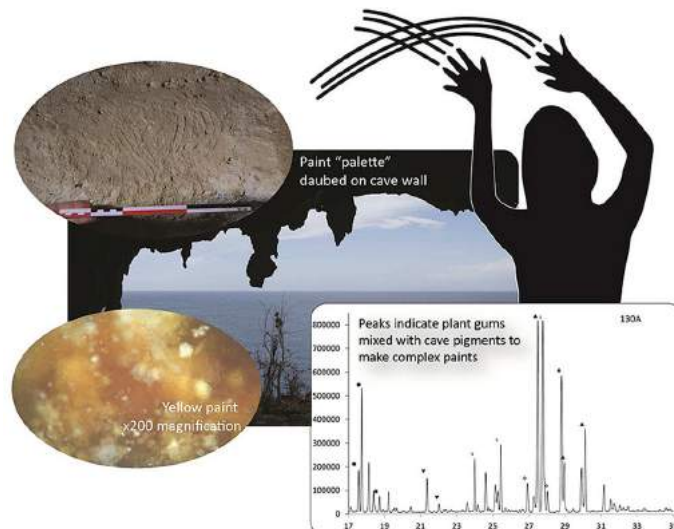 Paint “palette”
daubed on cave wall
Yellow paint
x200 magnification
Peaks indicate plant gums
mixed with cave pigments to
make complex paints
130A
800000
700000
600000
500000
400000
300000
200000
100000
0
17 19 21 23 25 27 29 31 33